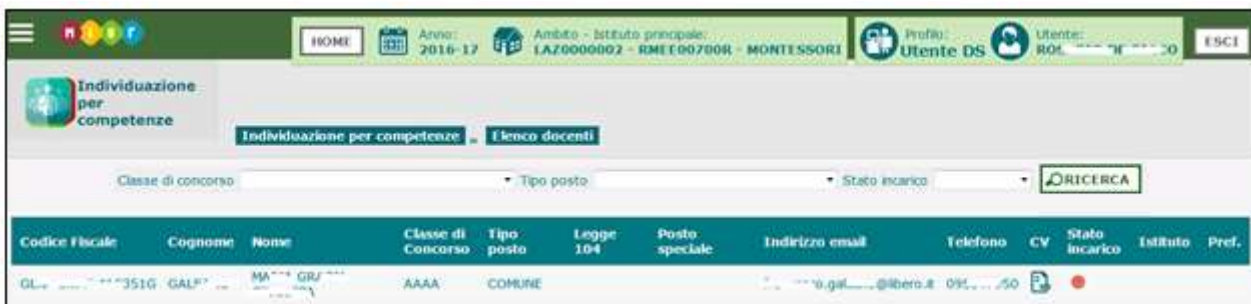 miur HOME Anno: 2016-17 Ambito - Istituto principale: LAZ0000002 - RMEE00700R - MONTESSORI Profilo: Utente DS Utente: ESCI
Individuazione
per
competenze
Individuazione per competenze - Elenco docenti
Classe di concorso Tipo posto Stato incarico RICERCA
Codice Fiscale Cognome Nome Classe di Concorso Tipo posto Legge 104 Posto speciale Indirizzo email Telefono CV Stato incarico Istituto Pref.
AAAA COMUNE